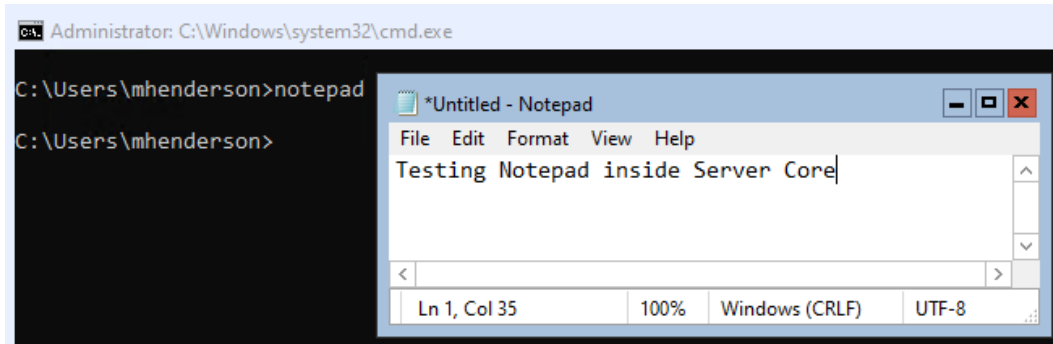 Administrator: C:\Windows\system32\cmd.exe
C:\Users\mhenderson>notepad
C:\Users\mhenderson>
*Untitled - Notepad
File Edit Format View Help
Testing Notepad inside Server Core
Ln 1, Col 35 100% Windows (CRLF) UTF-8